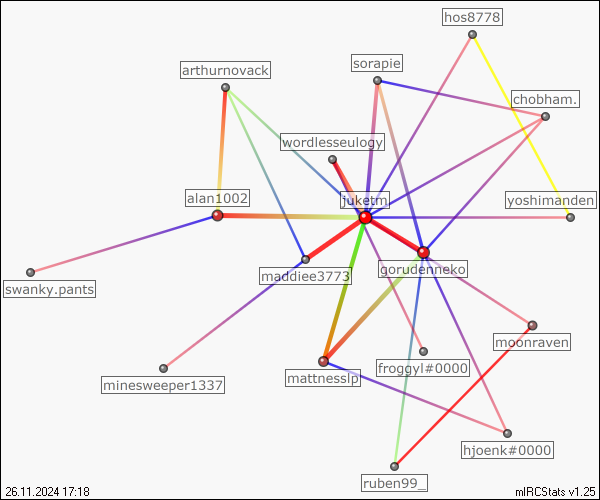 hos8778
sorapie
arthurnovack
chobham.
wordlesseulogy
alan1002
juketm
yoshimanden
maddiee3773
gorudenneko
swanky.pants
moonraven
froggyl#0000
mattnesslp
minesweeper1337
hjoenk#0000
ruben99_
26.11.2024 17:18
mIRCStats v1.25